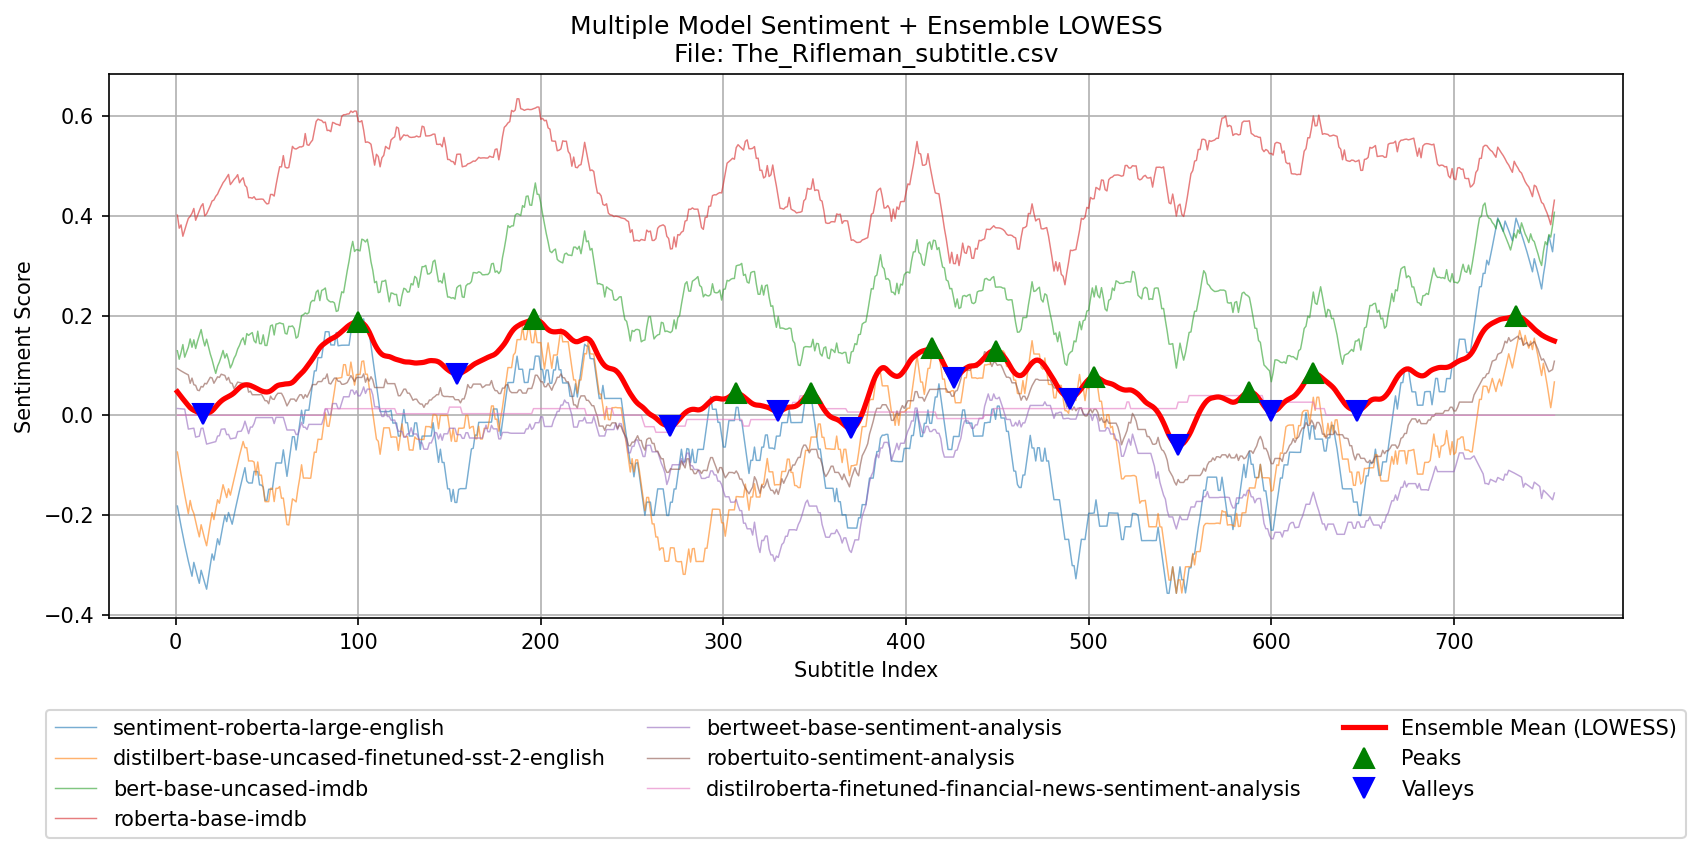 Multiple Model Sentiment + Ensemble LOWESS
File: The_Rifleman_subtitle.csv
Sentiment Score
0.6
0.4
0.2
0.0
−0.2
−0.4
0 100 200 300 400 500 600 700
Subtitle Index
sentiment-roberta-large-english
distilbert-base-uncased-finetuned-sst-2-english
bert-base-uncased-imdb
roberta-base-imdb
bertweet-base-sentiment-analysis
robertuito-sentiment-analysis
distilroberta-finetuned-financial-news-sentiment-analysis
Ensemble Mean (LOWESS)
Peaks
Valleys